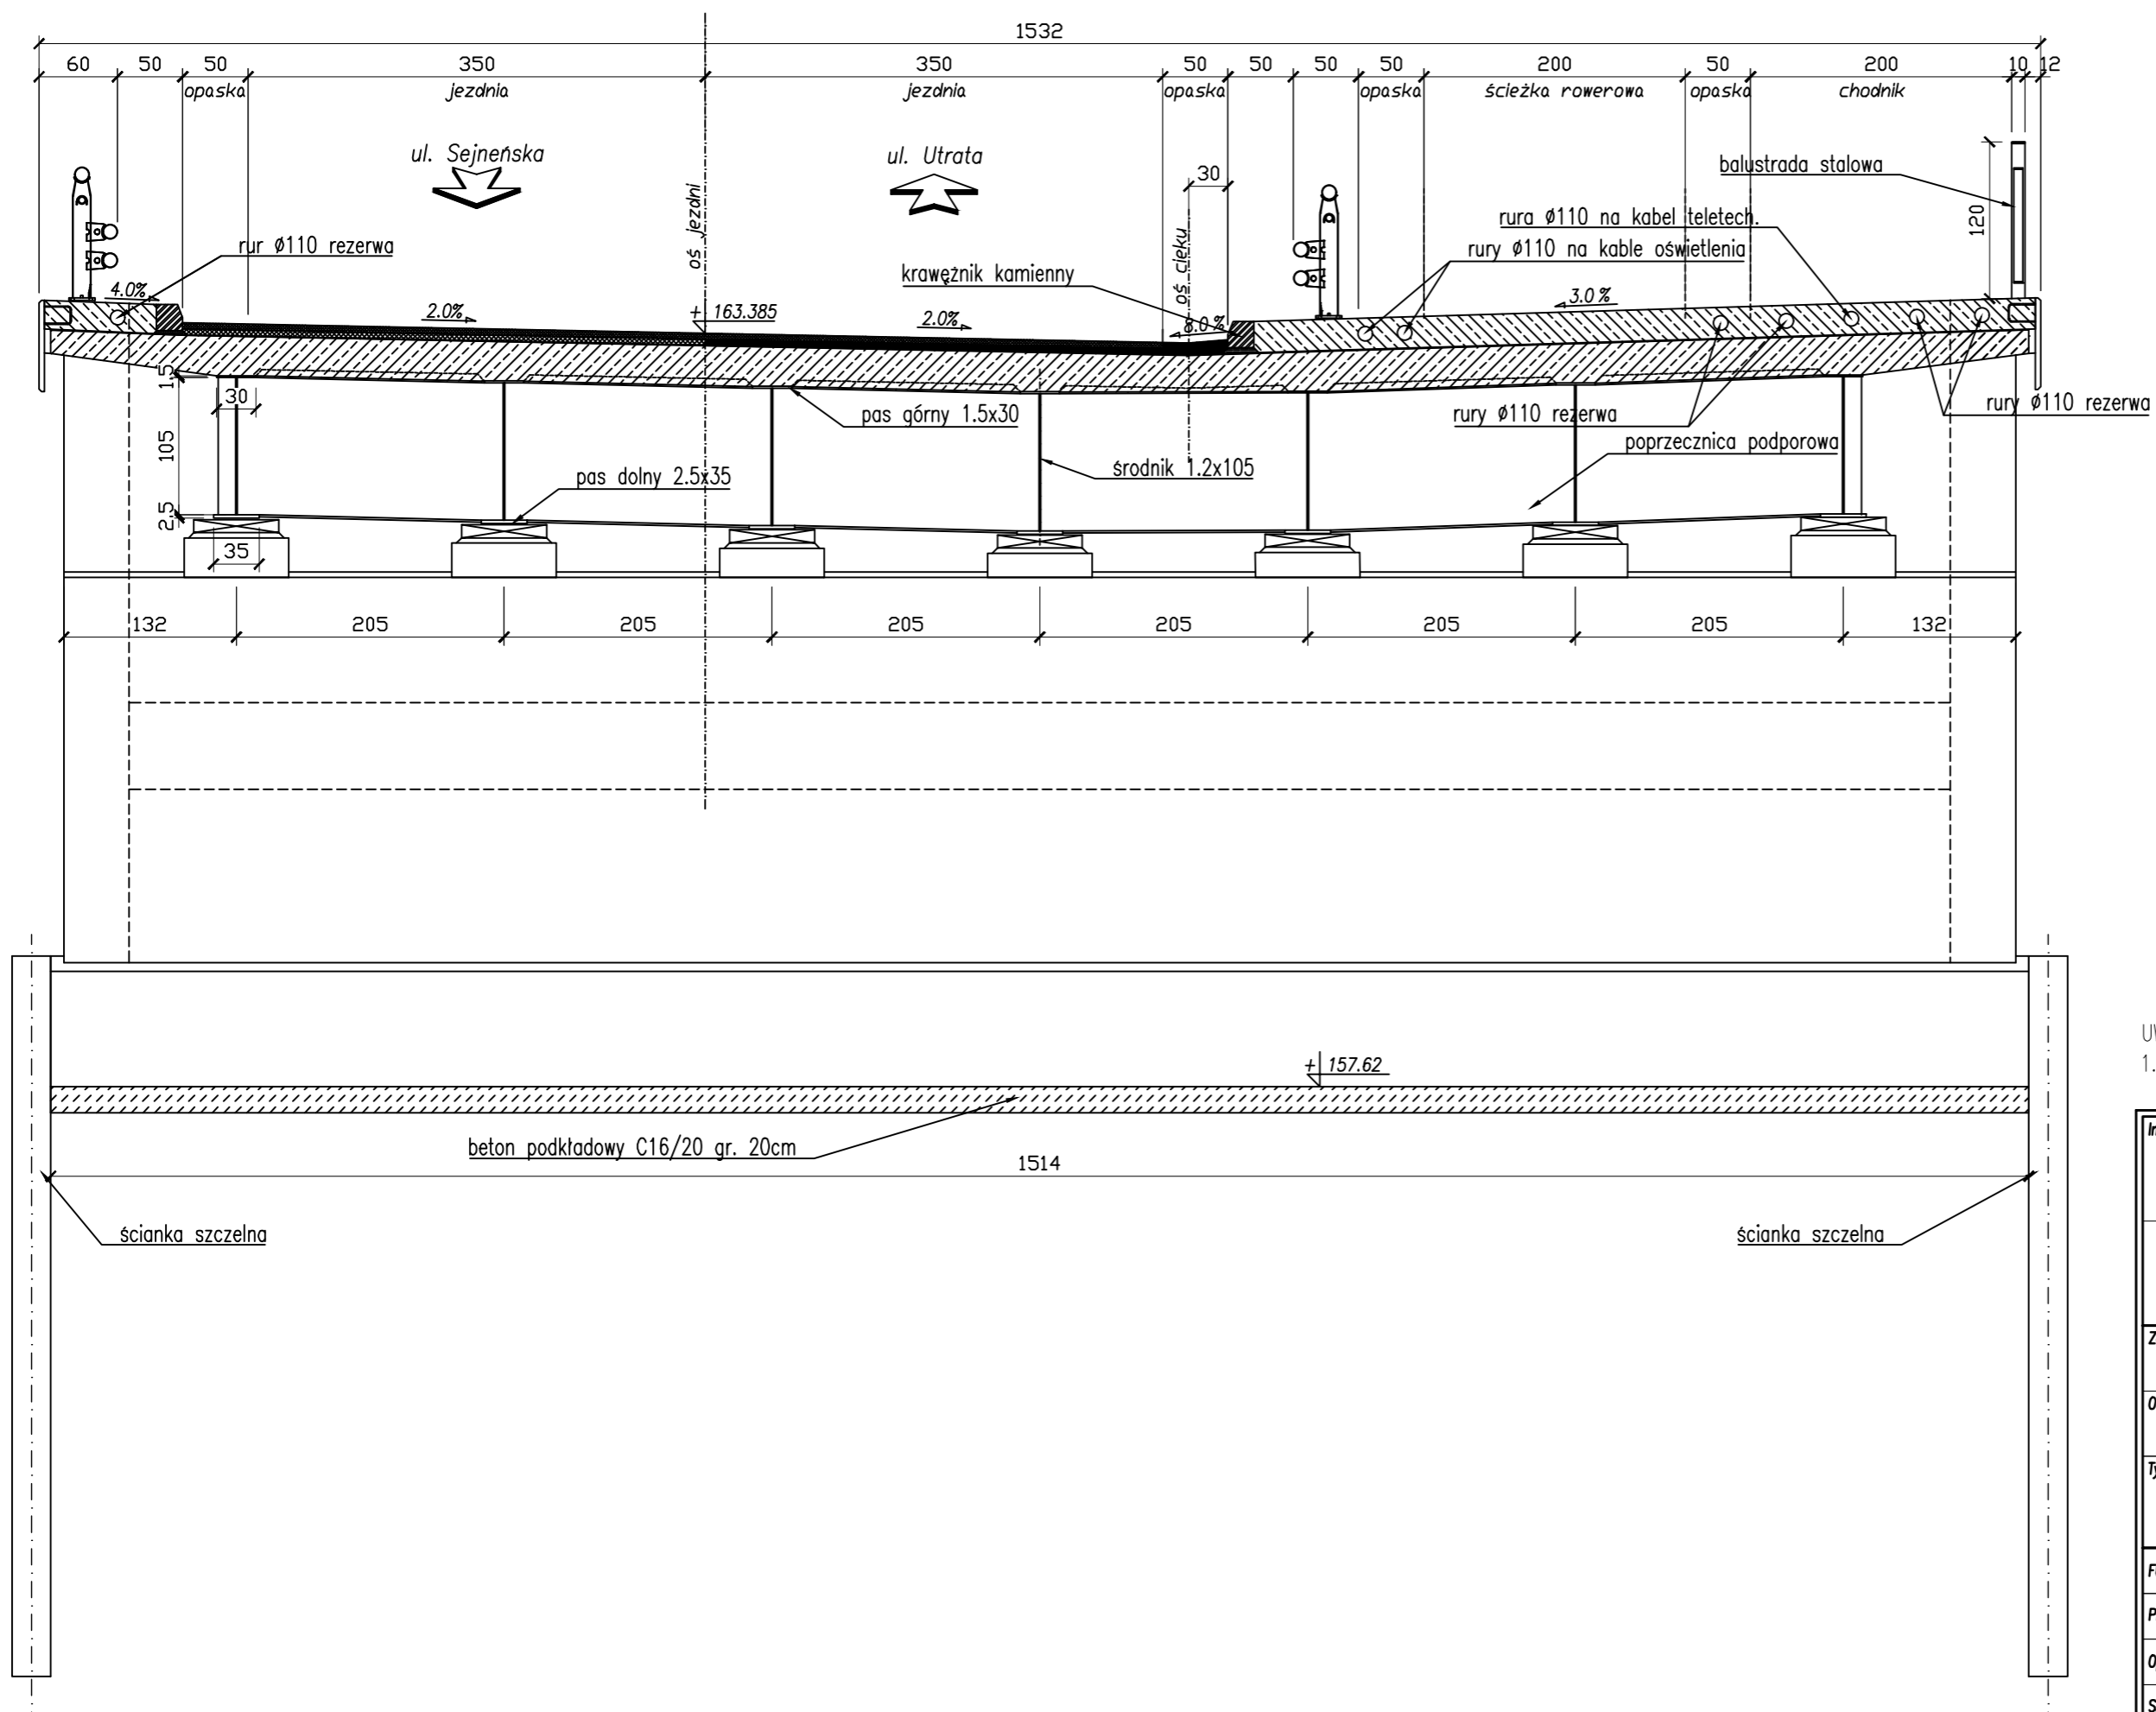 1532
60 50 50 350 350 50 50 50 50 200 50 200 10 12
opaska jezdnia jezdnia opaska opaska ścieżka rowerowa opaska chodnik
ul. Sejneńska
ul. Utrata
balustrada stalowa
30
oś jezdni
120
rura Ø110 na kabel teletech.
rur Ø110 rezerwa
rury Ø110 na kable oświetlenia
oś cieku
krawężnik kamienny
4.0%
3.0%
2.0%
+ 163.385
2.0%
1.5
30
pas górny 1.5x30
rury Ø110 rezerwa
rury Ø110 rezerwa
105
poprzecznica podporowa
środnik 1.2x105
pas dolny 2.5x35
2.5
35
132 205 205 205 205 205 205 132
1.
+ 157.62
beton podkładowy C16/20 gr. 20cm
1514
ścianka szczelna
ścianka szczelna